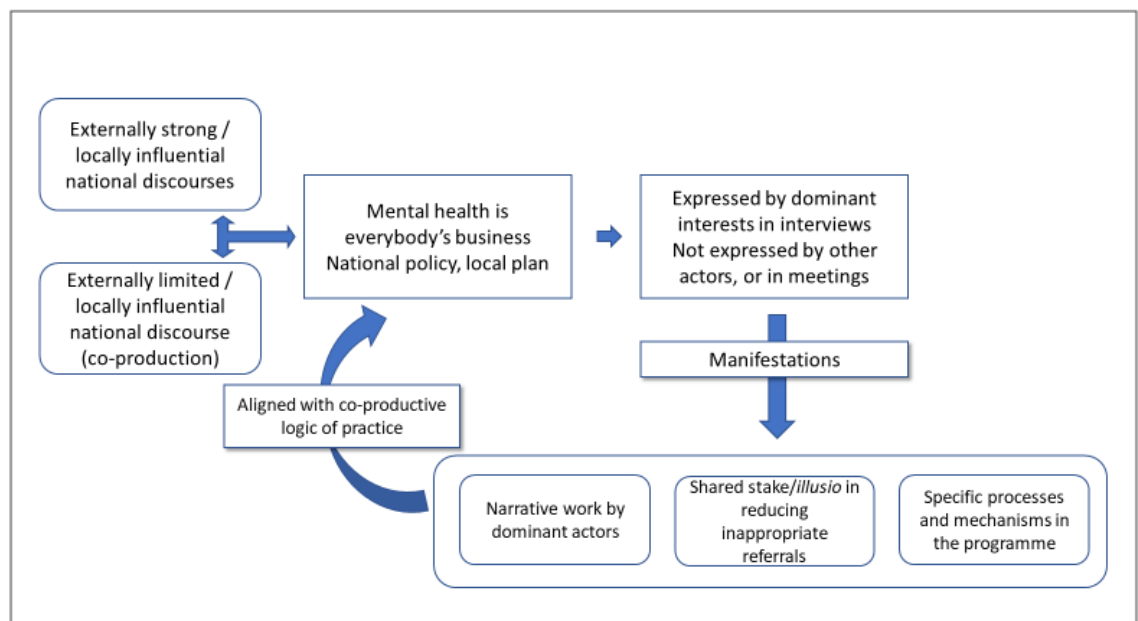 Externally strong /
locally influential
national discourses
Externally limited /
locally influential
national discourse
(co-production)
Mental health is
everybody’s business
National policy, local plan
Expressed by dominant
interests in interviews
Not expressed by other
actors, or in meetings
Manifestations
Aligned with co-productive
logic of practice
Narrative work by
dominant actors
Shared stake/illusio in
reducing
inappropriate
referrals
Specific processes
and mechanisms in
the programme